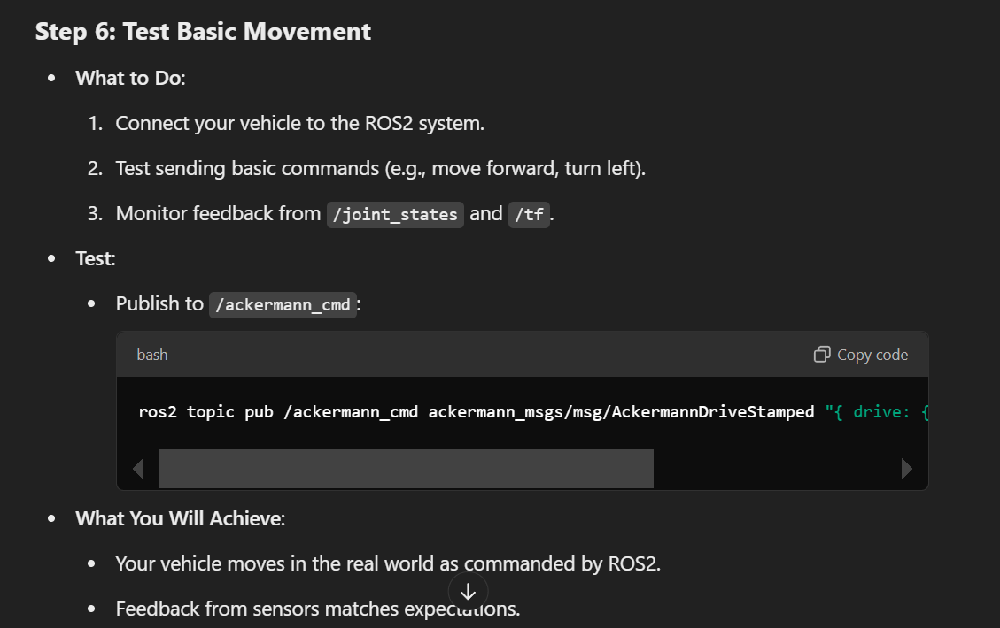 Step 6: Test Basic Movement
• What to Do:
1. Connect your vehicle to the ROS2 system.
2. Test sending basic commands (e.g., move forward, turn left).
3. Monitor feedback from /joint_states and /tf.
• Test:
• Publish to /ackermann_cmd:
bash
Copy code
ros2 topic pub /ackermann_cmd ackermann_msgs/msg/AckermannDriveStamped "{ drive: {
• What You Will Achieve:
• Your vehicle moves in the real world as commanded by ROS2.
• Feedback from sensors matches expectations.